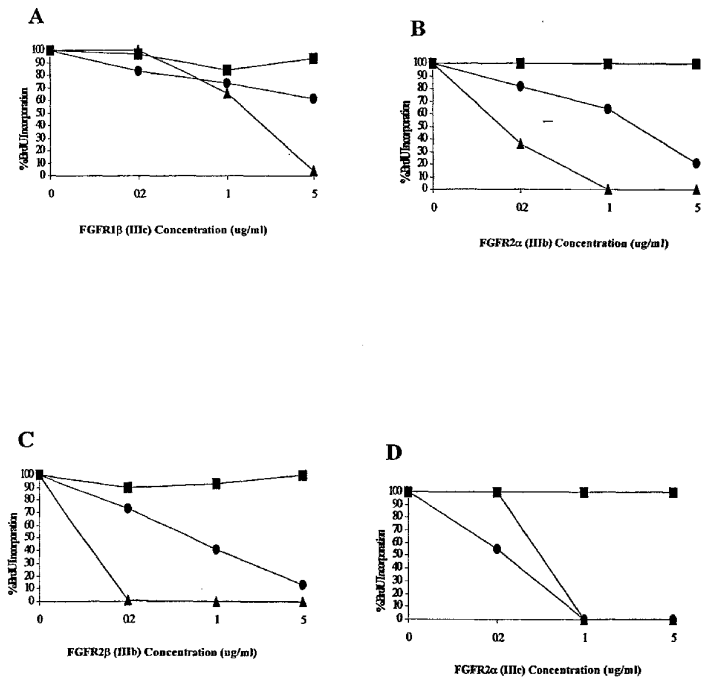 A
100
90
80
70
60
50
40
30
20
10
0
%BrdU Incorporation
0 02 1 5
FGFR1β (IIIc) Concentration (ug/ml)
B
100
90
80
70
60
50
40
30
20
10
0
%BrdU Incorporation
0 02 1 5
FGFR2α (IIIb) Concentration (ug/ml)
C
100
90
80
70
60
50
40
30
20
10
0
%BrdU Incorporation
0 02 1 5
FGFR2β (IIIb) Concentration (ug/ml)
D
100
90
80
70
60
50
40
30
20
10
0
%BrdU Incorporation
0 02 1 5
FGFR2α (IIIc) Concentration (ug/ml)